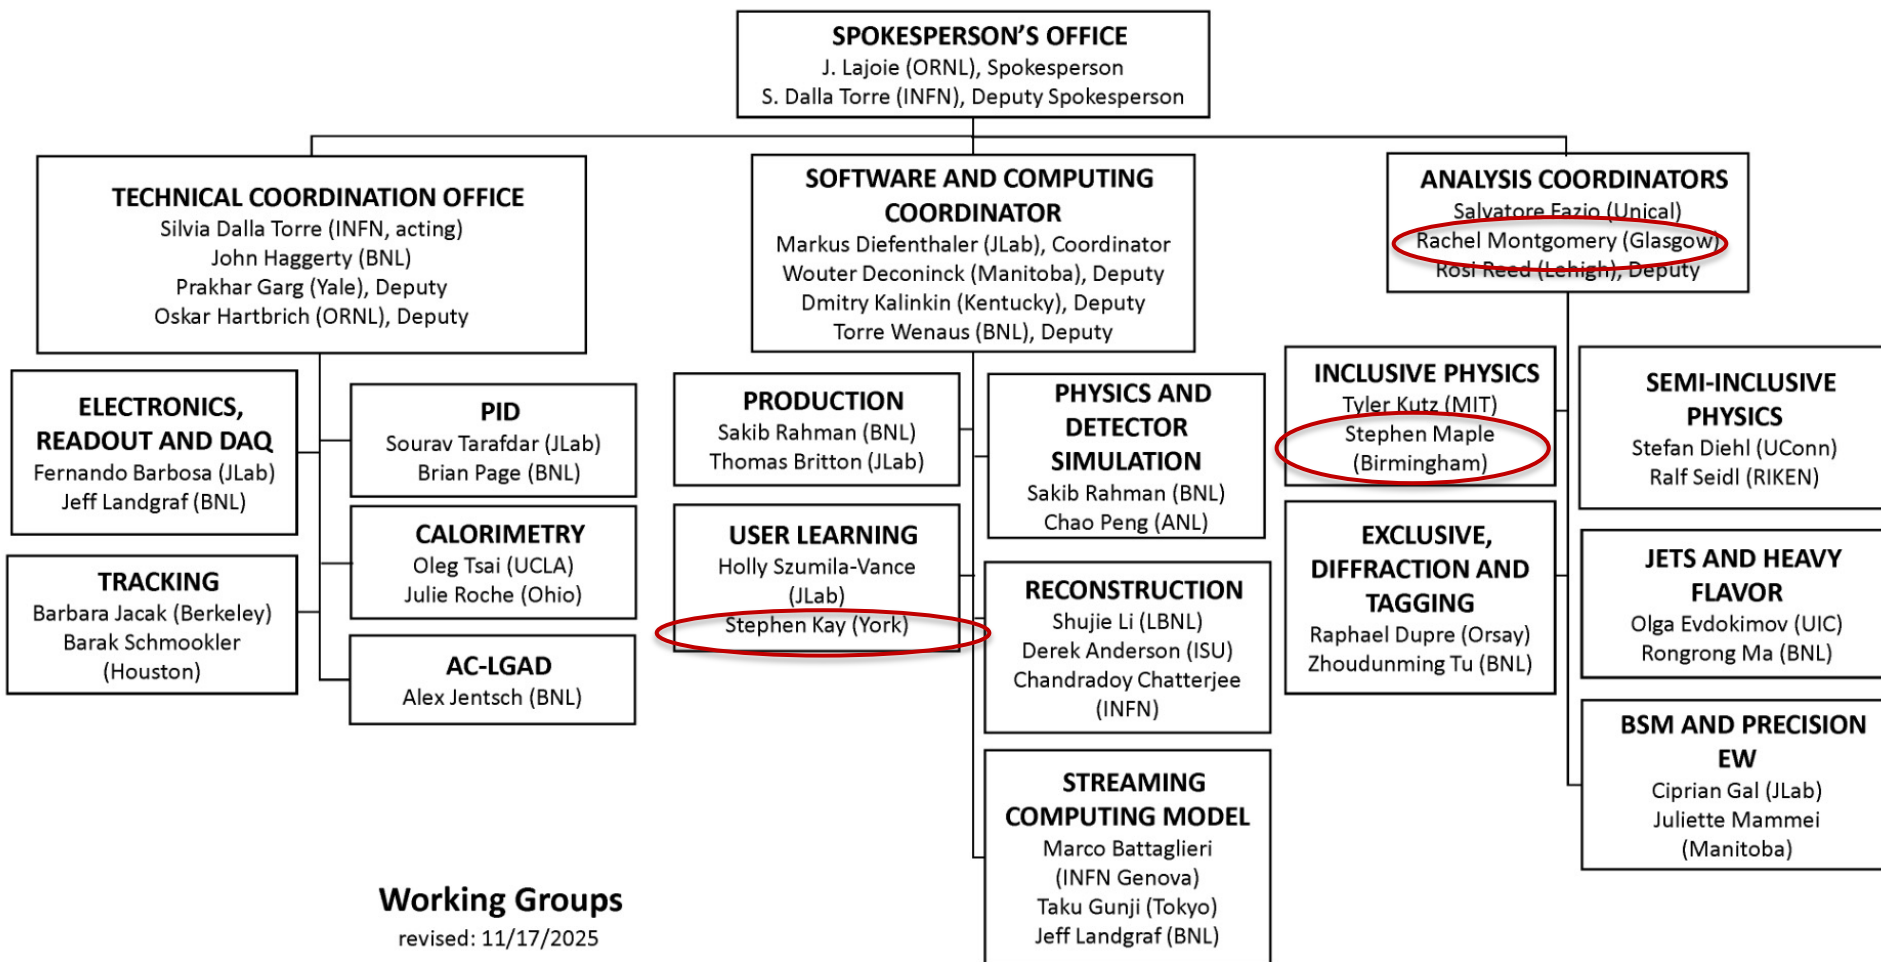 SPOKESPERSON'S OFFICE
J. Lajoie (ORNL), Spokesperson
S. Dalla Torre (INFN), Deputy Spokesperson
TECHNICAL COORDINATION OFFICE
Silvia Dalla Torre (INFN, acting)
John Haggerty (BNL)
Prakhar Garg (Yale), Deputy
Oskar Hartbrich (ORNL), Deputy
ELECTRONICS,
READOUT AND DAQ
Fernando Barbosa (JLab)
Jeff Landgraf (BNL)
TRACKING
Barbara Jacak (Berkeley)
Barak Schmookler
(Houston)
PID
Sourav Tarafdar (JLab)
Brian Page (BNL)
CALORIMETRY
Oleg Tsai (UCLA)
Julie Roche (Ohio)
AC-LGAD
Alex Jentsch (BNL)
SOFTWARE AND COMPUTING
COORDINATOR
Markus Diefenthaler (JLab), Coordinator
Wouter Deconinck (Manitoba), Deputy
Dmitry Kalinkin (Kentucky), Deputy
Torre Wenaus (BNL), Deputy
PRODUCTION
Sakib Rahman (BNL)
Thomas Britton (JLab)
USER LEARNING
Holly Szumila-Vance
(JLab)
Stephen Kay (York)
PHYSICS AND
DETECTOR
SIMULATION
Sakib Rahman (BNL)
Chao Peng (ANL)
RECONSTRUCTION
Shujie Li (LBNL)
Derek Anderson (ISU)
Chandradoy Chatterjee
(INFN)
STREAMING
COMPUTING MODEL
Marco Battaglieri
(INFN Genova)
Taku Gunji (Tokyo)
Jeff Landgraf (BNL)
ANALYSIS COORDINATORS
Salvatore Fazio (Unical)
Rachel Montgomery (Glasgow)
Rosi Reed (Lehigh), Deputy
INCLUSIVE PHYSICS
Tyler Kutz (MIT)
Stephen Maple
(Birmingham)
EXCLUSIVE,
DIFFRACTION AND
TAGGING
Raphael Dupre (Orsay)
Zhoudunming Tu (BNL)
SEMI-INCLUSIVE
PHYSICS
Stefan Diehl (UConn)
Ralf Seidl (RIKEN)
JETS AND HEAVY
FLAVOR
Olga Evdokimov (UIC)
Rongrong Ma (BNL)
BSM AND PRECISION
EW
Ciprian Gal (JLab)
Juliette Mammei
(Manitoba)
Working Groups
revised: 11/17/2025